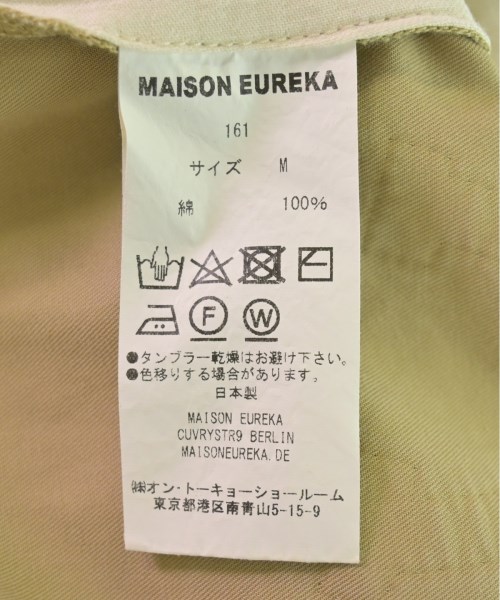 MAISON EUREKA
161
サイズ M
綿 100%
F W
●タンブラー乾燥はお避け下さい。
●色移りする場合があります。
日本製
MAISON EUREKA
CUVRYSTR9 BERLIN
MAISONEUREKA.DE
㈱オン・トーキョーショールーム
東京都港区南青山5-15-9